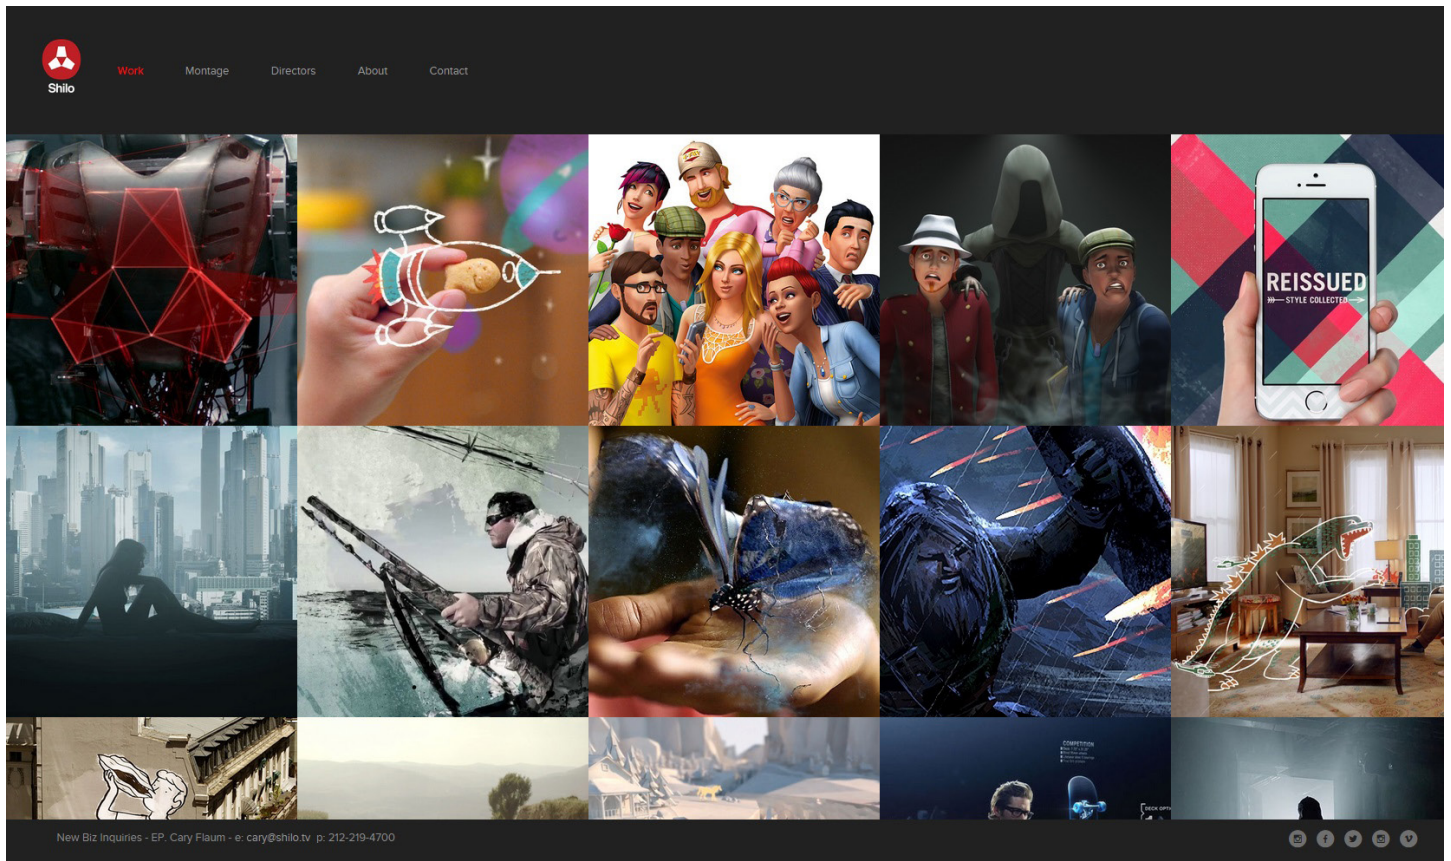 Shilo
Work
Montage
Directors
About
Contact
REISSUED
STYLE COLLECTED
COMPETITION
New Biz Inquiries - EP. Cary Flaum - e: cary@shilo.tv p: 212-219-4700